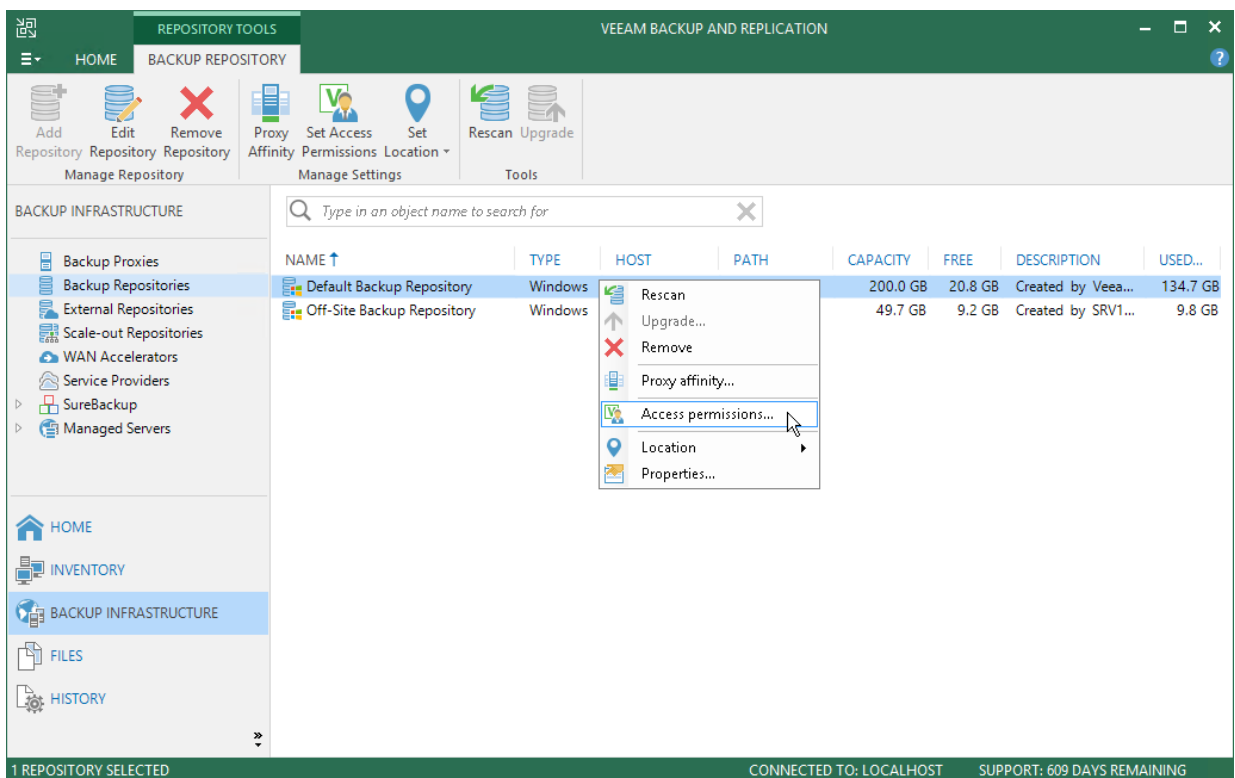 REPOSITORY TOOLS
VEEAM BACKUP AND REPLICATION
HOME
BACKUP REPOSITORY
Add Repository
Edit Repository
Remove Repository
Manage Repository
Proxy Affinity
Set Access Permissions
Set Location
Manage Settings
Rescan
Upgrade
Tools
BACKUP INFRASTRUCTURE
Backup Proxies
Backup Repositories
External Repositories
Scale-out Repositories
WAN Accelerators
Service Providers
SureBackup
Managed Servers
Type in an object name to search for
NAME TYPE HOST PATH CAPACITY FREE DESCRIPTION USED...
Default Backup Repository Windows 200.0 GB 20.8 GB Created by Veea... 134.7 GB
Off-Site Backup Repository Windows 49.7 GB 9.2 GB Created by SRV1... 9.8 GB
Rescan
Upgrade...
Remove
Proxy affinity...
Access permissions...
Location
Properties...
HOME
INVENTORY
BACKUP INFRASTRUCTURE
FILES
HISTORY
1 REPOSITORY SELECTED
CONNECTED TO: LOCALHOST
SUPPORT: 609 DAYS REMAINING